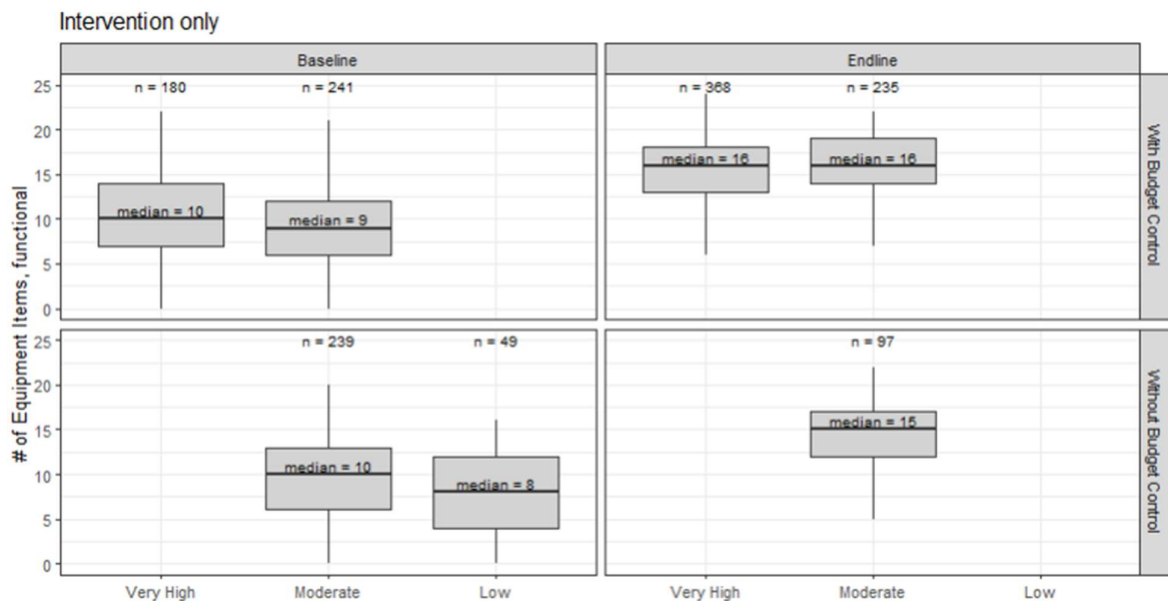 Intervention only
Baseline
Endline
n = 180
n = 241
n = 368
n = 235
25
20
15
10
5
0
median = 10
median = 9
median = 16
median = 16
With Budget Control
# of Equipment Items, functional
n = 239
n = 49
n = 97
25
20
15
10
5
0
median = 10
median = 8
median = 15
Without Budget Control
Very High
Moderate
Low
Very High
Moderate
Low